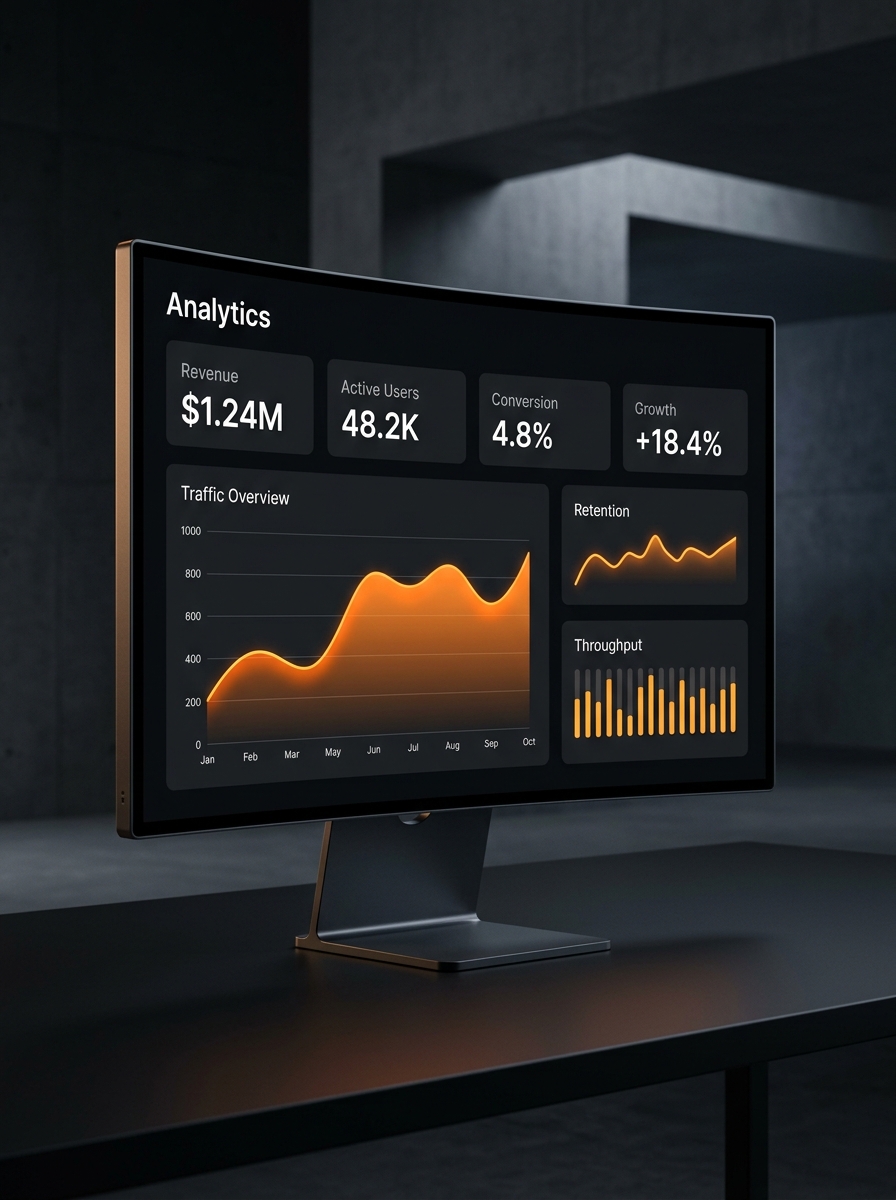 Analytics
Revenue
$1.24M
Active Users
48.2K
Conversion
4.8%
Growth
+18.4%
Traffic Overview
1000
800
600
400
200
0
Jan
Feb
Mar
May
Jun
Jul
Aug
Sep
Oct
Retention
Throughput